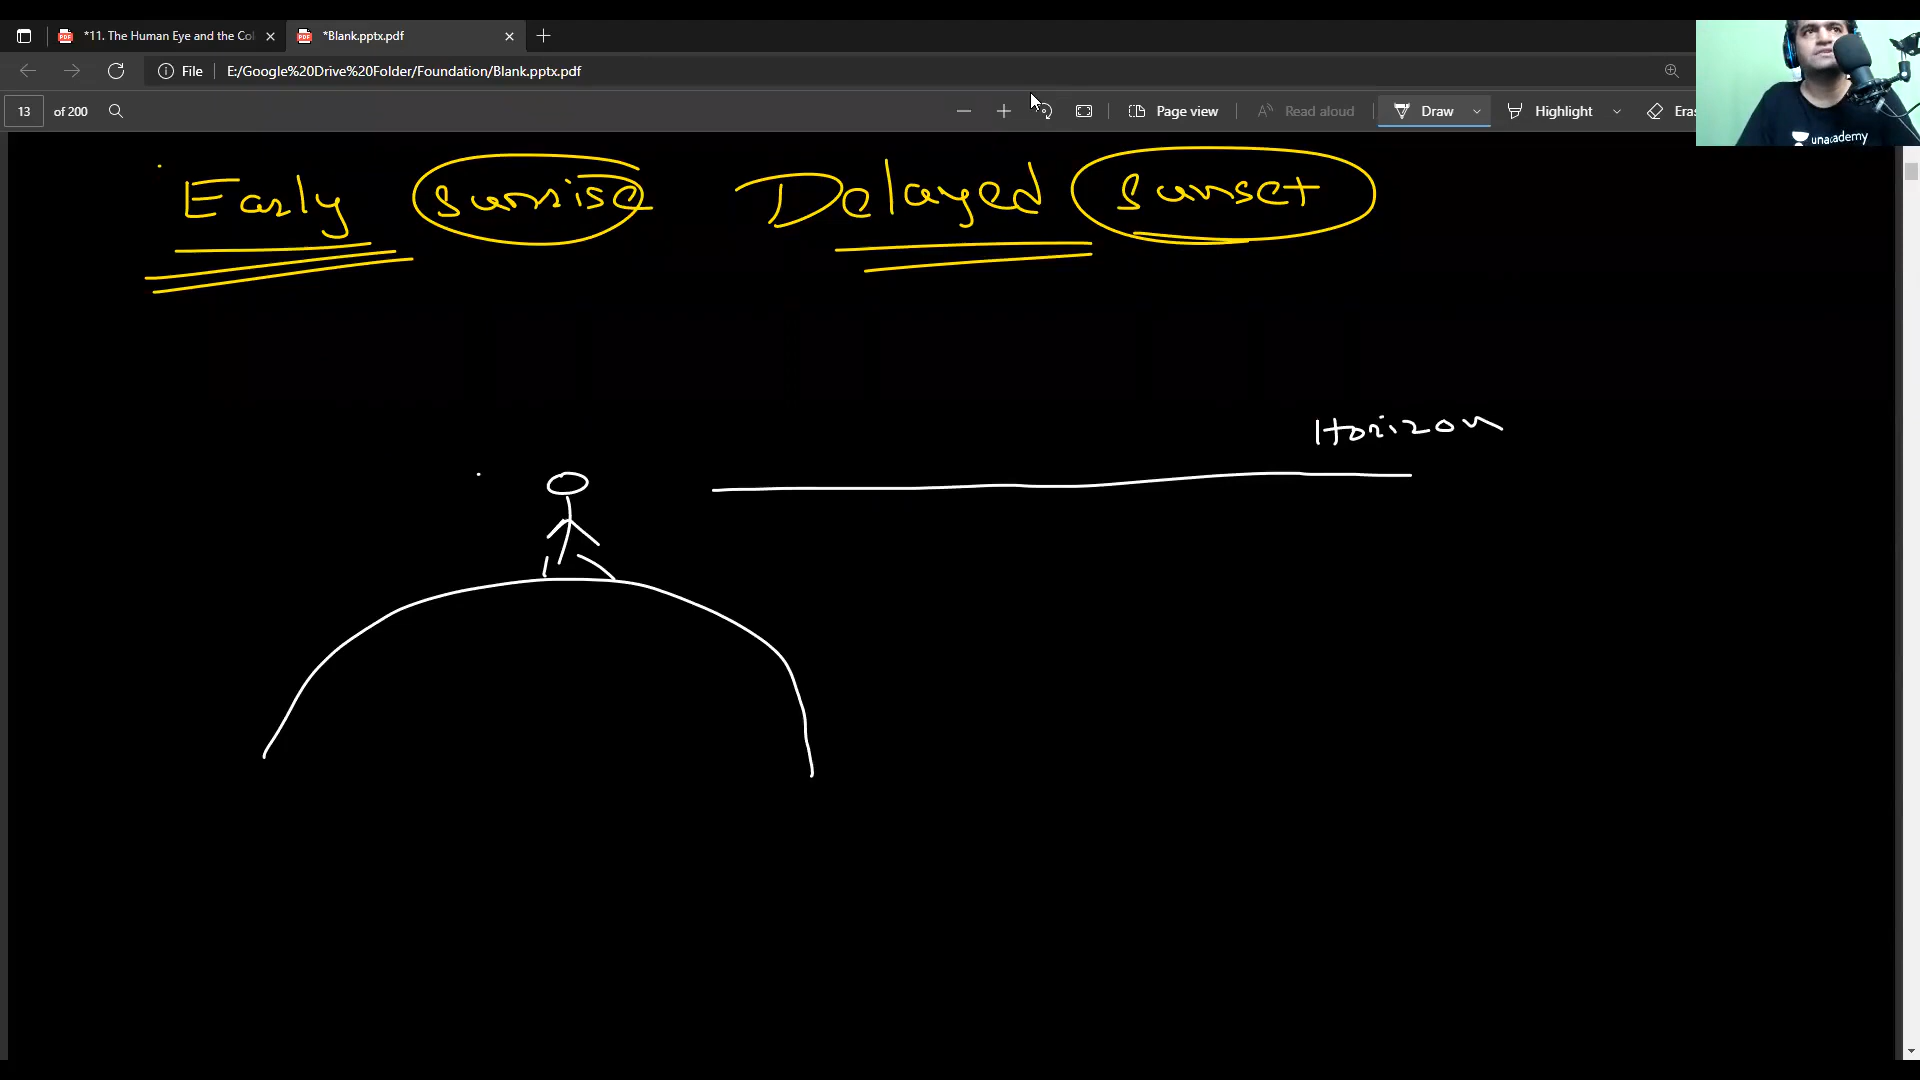 *11. The Human Eye and the Col
*Blank.pptx.pdf
File
E:/Google%20Drive%20Folder/Foundation/Blank.pptx.pdf
13 of 200
Page view
Read aloud
Draw
Highlight
Eras
unacademy
Early sunrise Delayed sunset
Horizon